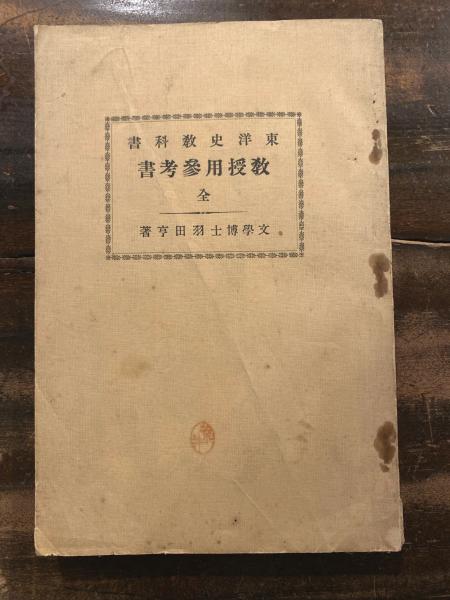 東洋史教科書
教授用參考書
全
文學博士羽田亨著